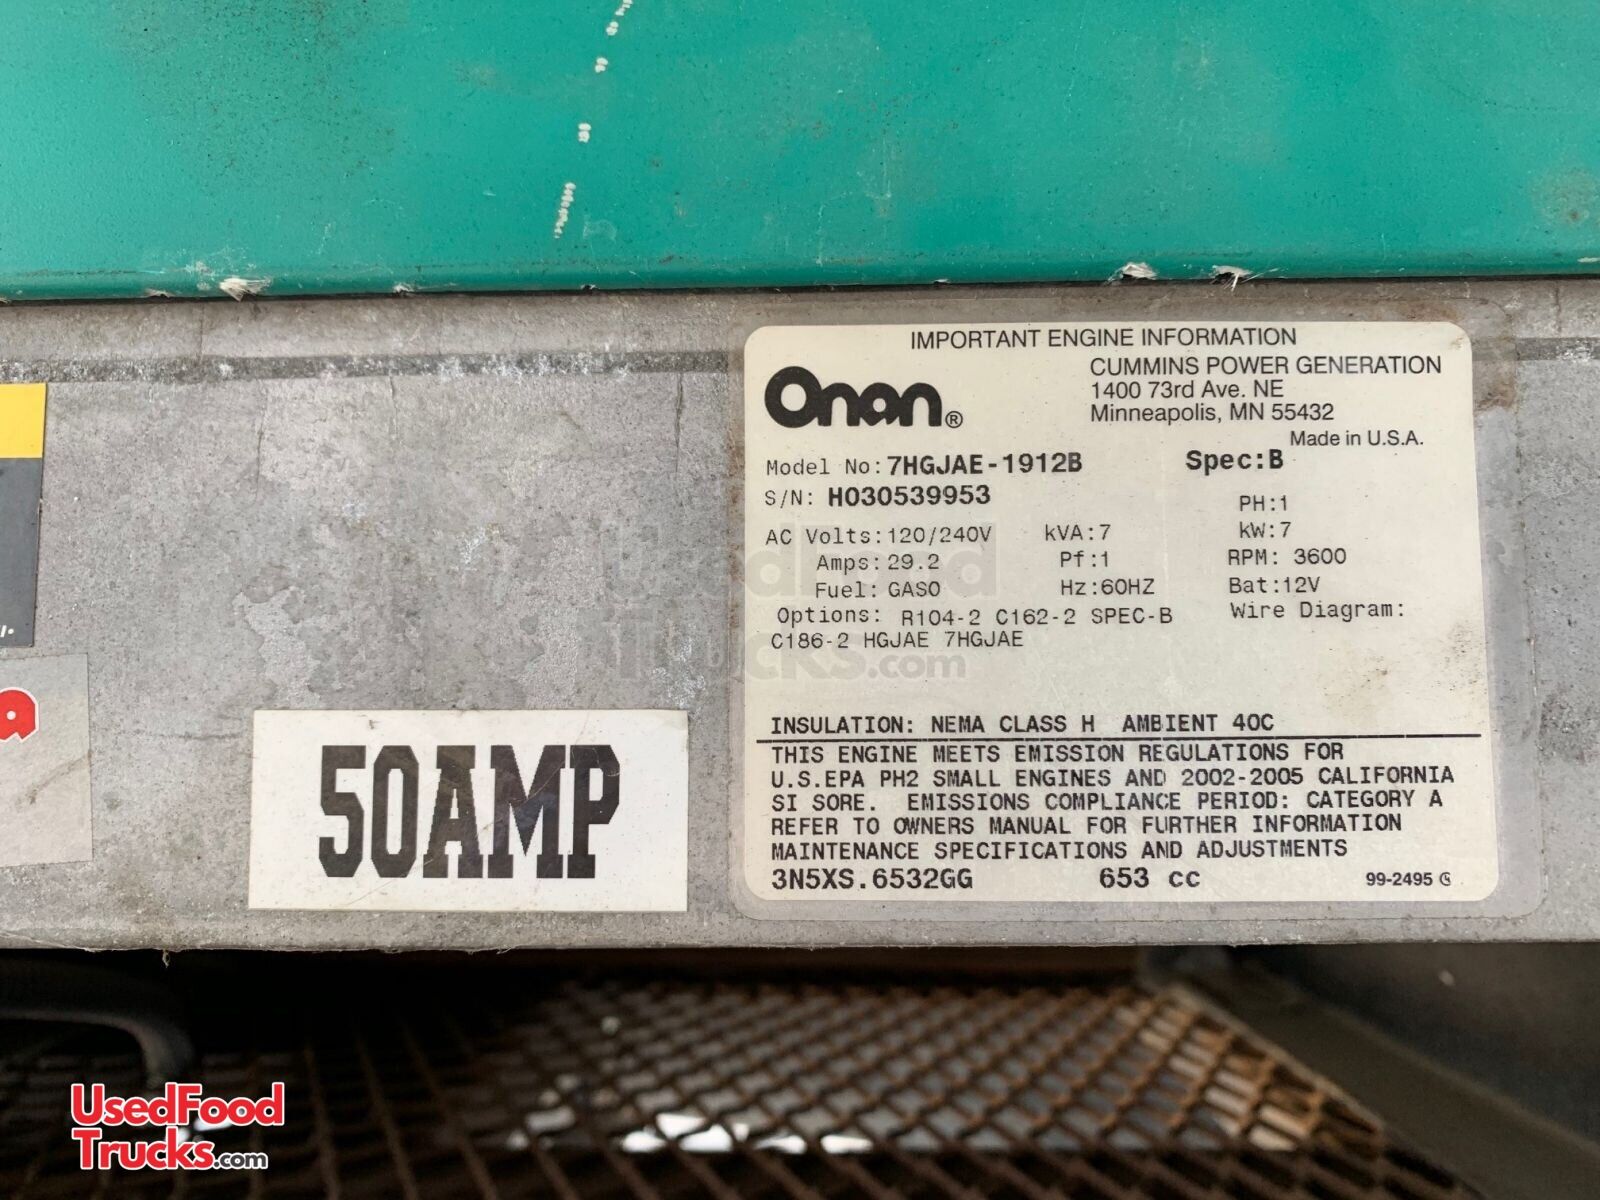 IMPORTANT ENGINE INFORMATION
Onan®
CUMMINS POWER GENERATION
1400 73rd Ave. NE
Minneapolis, MN 55432
Made in U.S.A.
Model No: 7HGJAE-1912B Spec:B
S/N: H030539953
PH:1
AC Volts: 120/240V kVA:7 kW:7
Amps: 29.2 Pf:1 RPM: 3600
Fuel: GASO Hz:60HZ Bat:12V
Options: R104-2 C162-2 SPEC-B Wire Diagram:
C186-2 HGJAE 7HGJAE
INSULATION: NEMA CLASS H AMBIENT 40C
THIS ENGINE MEETS EMISSION REGULATIONS FOR
U.S.EPA PH2 SMALL ENGINES AND 2002-2005 CALIFORNIA
SI SORE. EMISSIONS COMPLIANCE PERIOD: CATEGORY A
REFER TO OWNERS MANUAL FOR FURTHER INFORMATION
MAINTENANCE SPECIFICATIONS AND ADJUSTMENTS
3N5XS.6532GG 653 cc 99-2495
50AMP
UsedFood
Trucks.com
UsedFood
Trucks.com